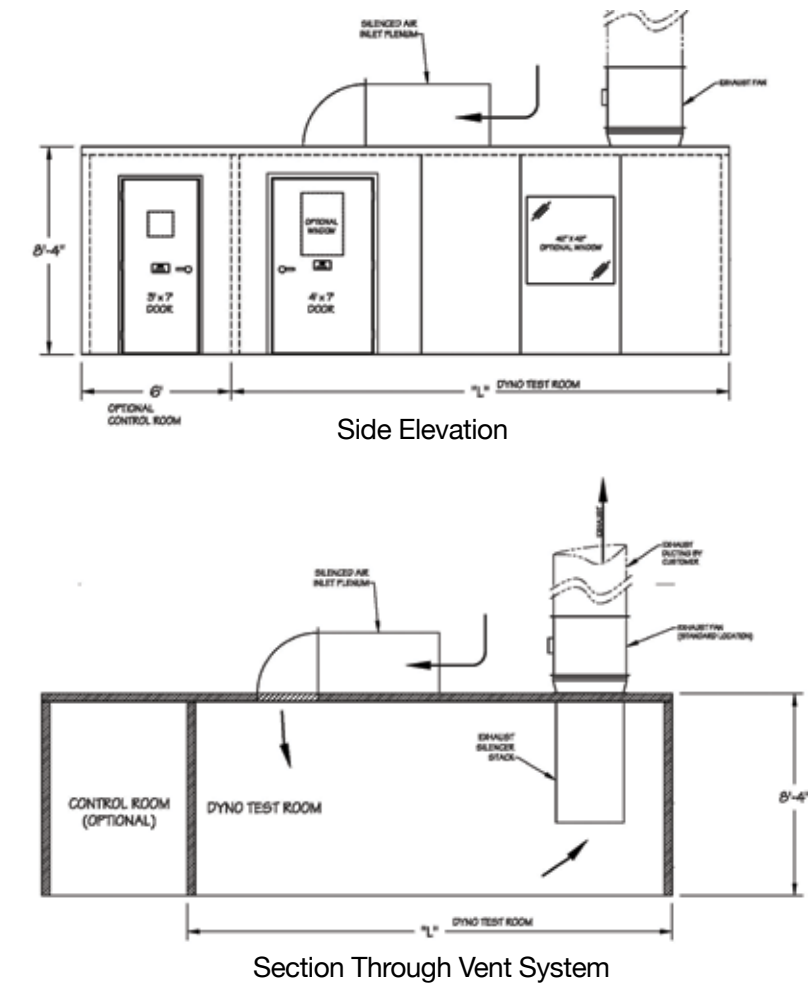 SILENCED AIR
INLET PLENUM
EXHAUST FAN
8'-4"
OPTIONAL
WINDOW
42" X 42"
OPTIONAL WINDOW
3' x 7'
DOOR
4' x 7'
DOOR
6'
"L" DYNO TEST ROOM
OPTIONAL
CONTROL ROOM
Side Elevation
EXHAUST
EXHAUST
DUCTING BY
CUSTOMER
SILENCED AIR
INLET PLENUM
EXHAUST FAN
(STANDARD LOCATION)
EXHAUST
SILENCER
STACK
CONTROL ROOM
(OPTIONAL)
DYNO TEST ROOM
8'-4"
"L" DYNO TEST ROOM
Section Through Vent System